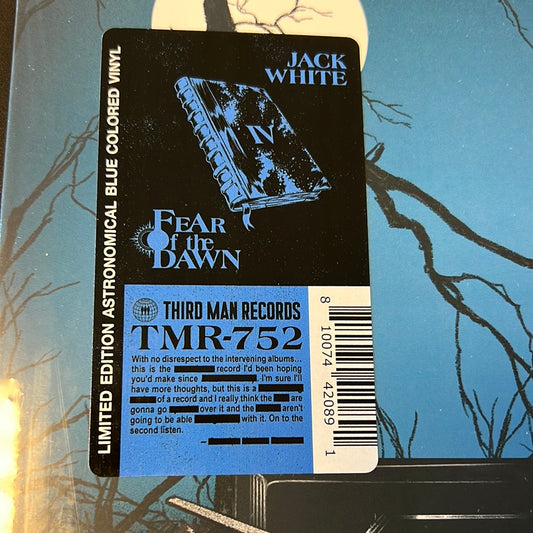 LIMITED EDITION ASTRONOMICAL BLUE COLORED VINYL
JACK
WHITE
IV
FEAR
of the
DAWN
THIRD MAN RECORDS
TMR-752
With no disrespect to the intervening albums...
this is the record I'd been hoping
you'd make since . I'm sure I'll
have more thoughts, but this is a
of a record and I really think the are
gonna go over it and the aren't
going to be able with it. On to the
second listen.
–
8 10074 42089 1